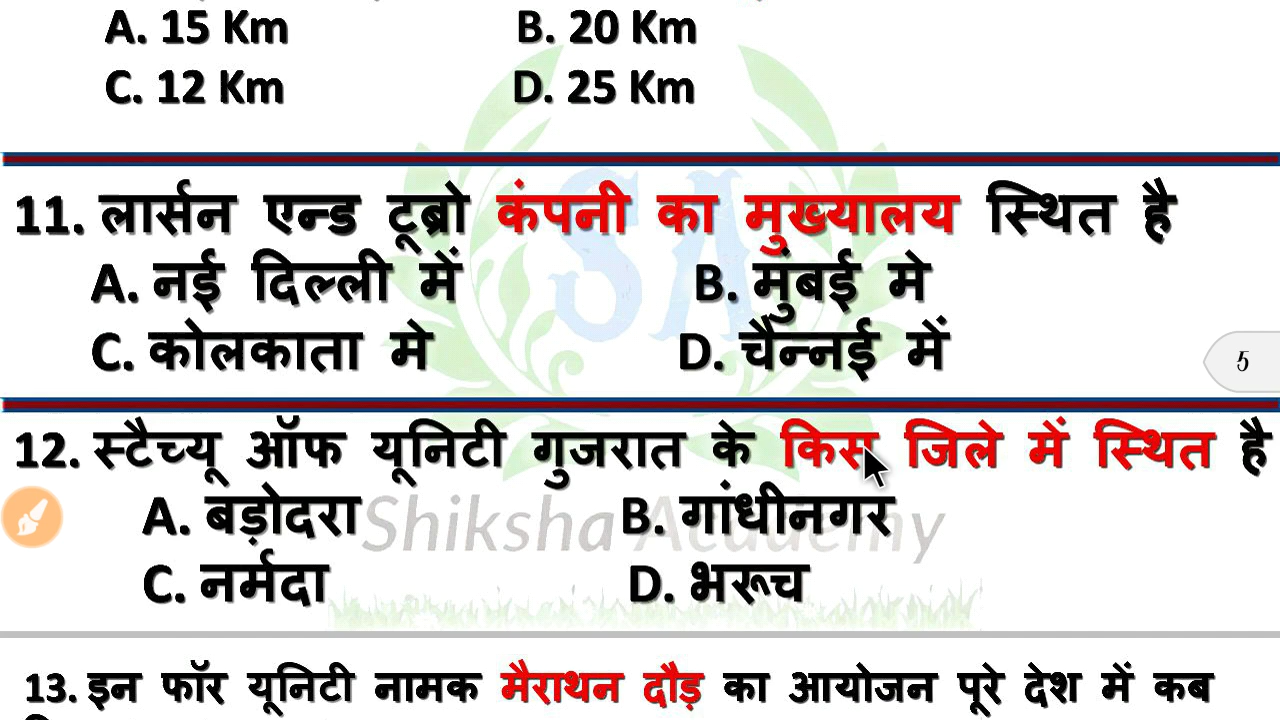 A. 15 Km B. 20 Km
C. 12 Km D. 25 Km
11. लार्सन एन्ड टूब्रो कंपनी का मुख्यालय स्थित है
A. नई दिल्ली में B. मुंबई मे
C. कोलकाता मे D. चैन्नई में
5
12. स्टैच्यू ऑफ यूनिटी गुजरात के किस जिले में स्थित है
A. बड़ोदरा B. गांधीनगर
Shiksha Academy
C. नर्मदा D. भरूच
13. इन फॉर यूनिटी नामक मैराथन दौड़ का आयोजन पूरे देश में कब
SA